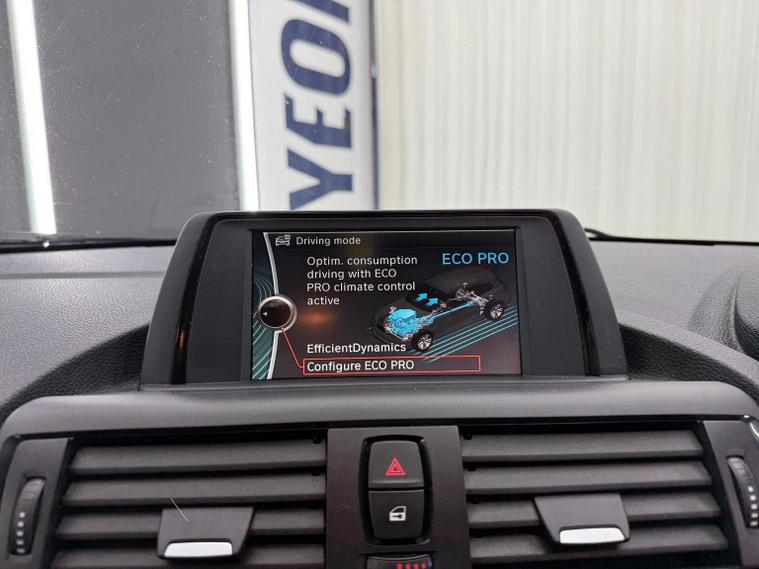 YEO
Driving mode
Optim. consumption
driving with ECO
PRO climate control
active
ECO PRO
EfficientDynamics
Configure ECO PRO